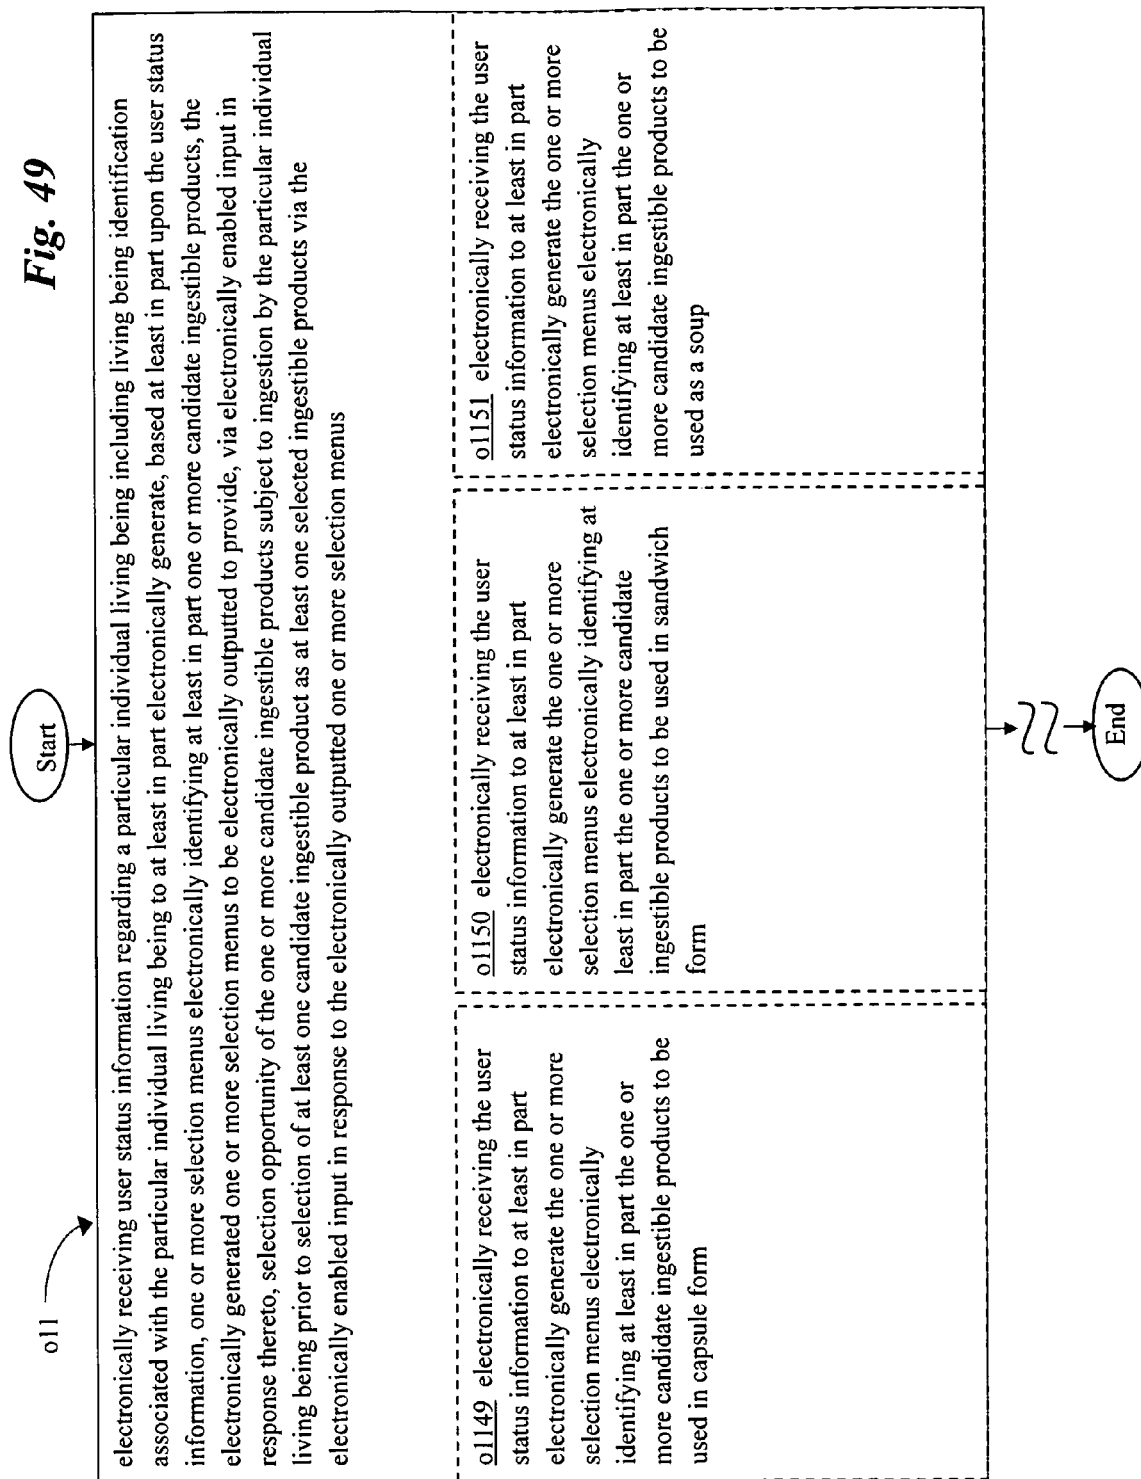 Fig. 49
Start
o11
electronically receiving user status information regarding a particular individual living being including living being identification
associated with the particular individual living being to at least in part electronically generate, based at least in part upon the user status
information, one or more selection menus electronically identifying at least in part one or more candidate ingestible products, the
electronically generated one or more selection menus to be electronically outputted to provide, via electronically enabled input in
response thereto, selection opportunity of the one or more candidate ingestible products subject to ingestion by the particular individual
living being prior to selection of at least one candidate ingestible product as at least one selected ingestible products via the
electronically enabled input in response to the electronically outputted one or more selection menus
o1149 electronically receiving the user
status information to at least in part
electronically generate the one or more
selection menus electronically
identifying at least in part the one or
more candidate ingestible products to be
used in capsule form
o1150 electronically receiving the user
status information to at least in part
electronically generate the one or more
selection menus electronically identifying at
least in part the one or more candidate
ingestible products to be used in sandwich
form
o1151 electronically receiving the user
status information to at least in part
electronically generate the one or more
selection menus electronically
identifying at least in part the one or
more candidate ingestible products to be
used as a soup
End